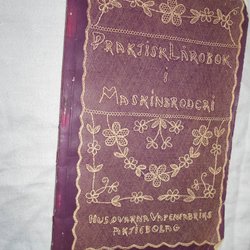 PRAKTISK LÄROBOK
I
MASKINBRODERI
HUSQVARNA VAPENFABRIKS
AKTIEBOLAG